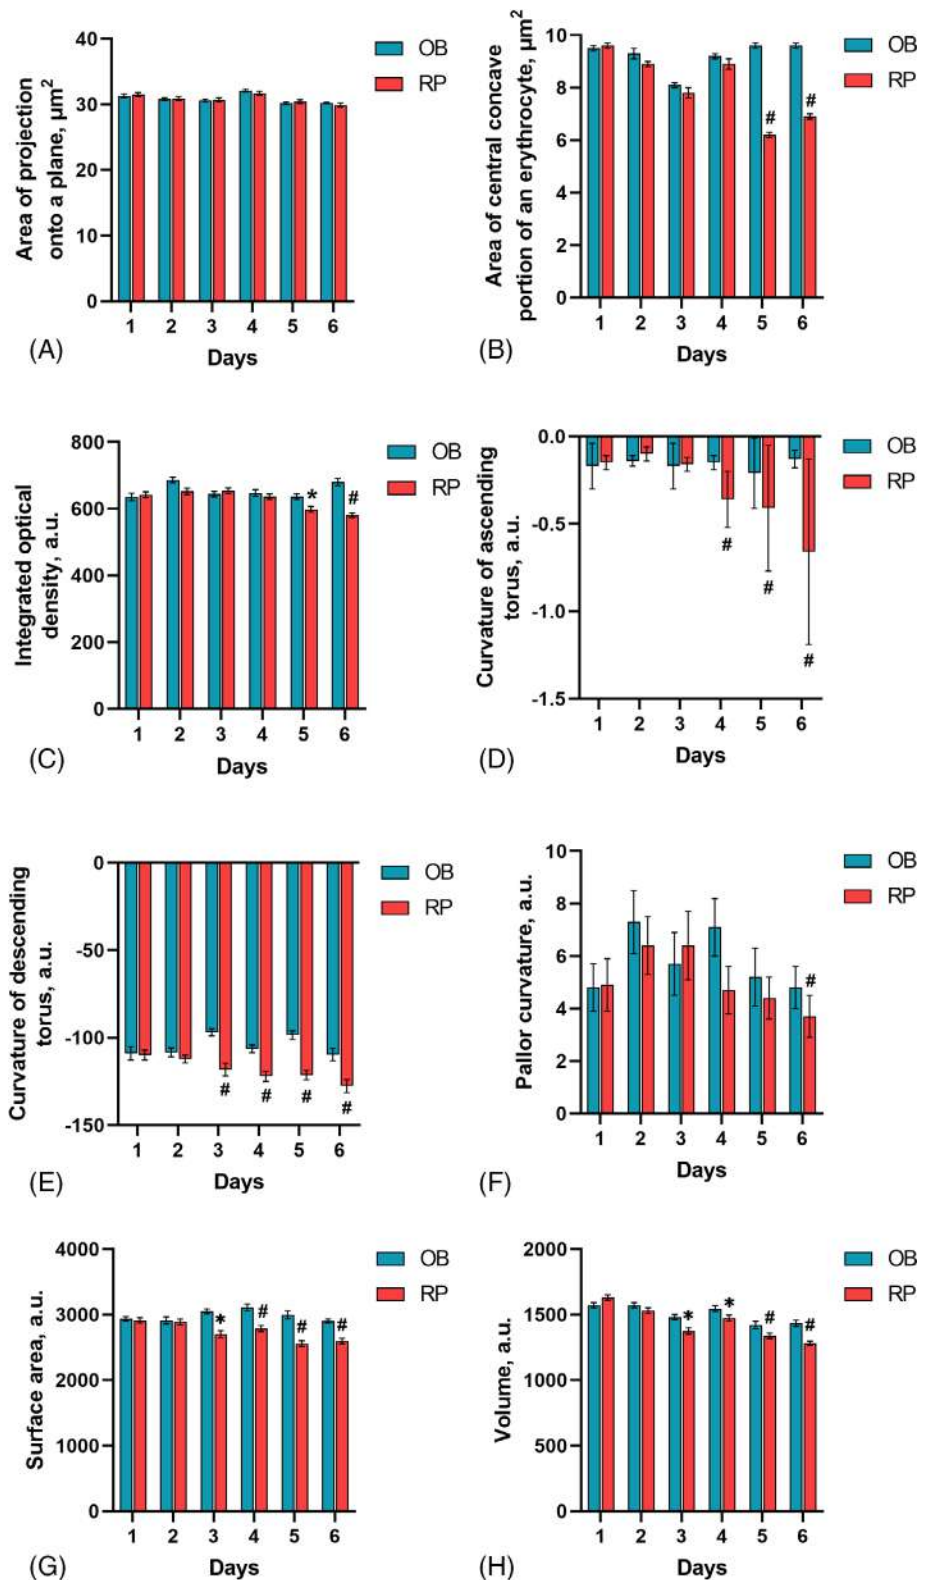 Area of projection
onto a plane, µm²
40
30
20
10
0
1 2 3 4 5 6
Days
OB
RP
(A)
Area of central concave
portion of an erythrocyte, µm²
10
8
6
4
2
0
#
#
1 2 3 4 5 6
Days
OB
RP
(B)
Integrated optical
density, a.u.
800
600
400
200
0
*
#
1 2 3 4 5 6
Days
OB
RP
(C)
Curvature of ascending
torus, a.u.
0.0
-0.5
-1.0
-1.5
#
#
#
1 2 3 4 5 6
Days
OB
RP
(D)
Curvature of descending
torus, a.u.
0
-50
-100
-150
# # # #
1 2 3 4 5 6
Days
OB
RP
(E)
Pallor curvature, a.u.
10
8
6
4
2
0
#
1 2 3 4 5 6
Days
OB
RP
(F)
Surface area, a.u.
4000
3000
2000
1000
0
* # # #
1 2 3 4 5 6
Days
OB
RP
(G)
Volume, a.u.
2000
1500
1000
500
0
* * # #
1 2 3 4 5 6
Days
OB
RP
(H)